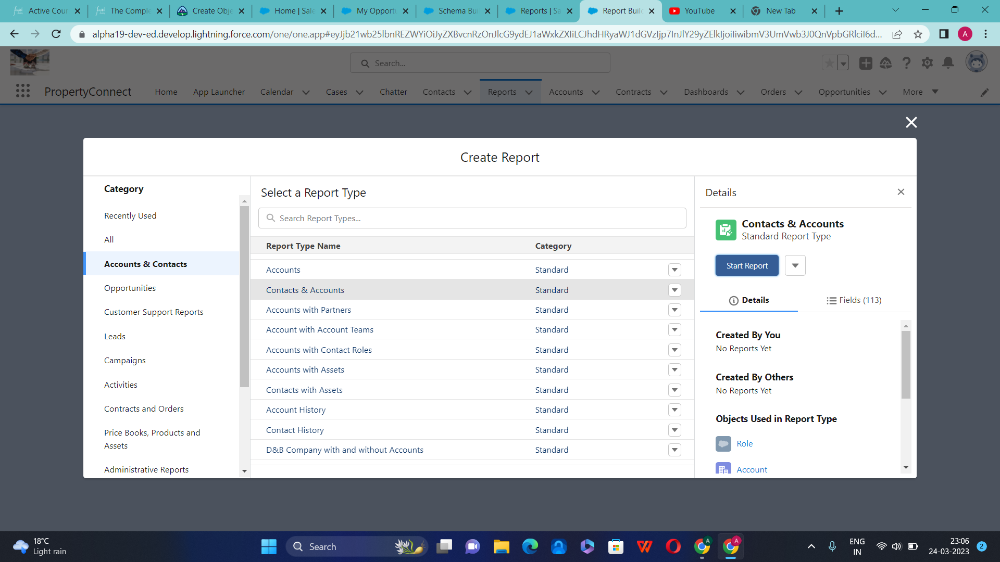 Active Cour
The Comple
Create Obje
Home | Sale
My Opportu
Schema Bui
Reports | Sa
Report Build
YouTube
New Tab
alpha19-dev-ed.develop.lightning.force.com/one/one.app#eyJjb21wb25lbnREZWYiOiJyZXBvcnRzOnJlcG9ydEJ1aWxkZXIiLCJhdHRyaWJ1dGVzIjp7InJlY29yZElkIjoiIiwibmV3UmVwb3J0QnVpbGRlciI6d...
A
Search...
PropertyConnect
Home
App Launcher
Calendar
Cases
Chatter
Contacts
Reports
Accounts
Contracts
Dashboards
Orders
Opportunities
More
Create Report
Category
Recently Used
All
Accounts & Contacts
Opportunities
Customer Support Reports
Leads
Campaigns
Activities
Contracts and Orders
Price Books, Products and
Assets
Administrative Reports
Select a Report Type
Search Report Types...
Report Type Name Category
Accounts Standard
Contacts & Accounts Standard
Accounts with Partners Standard
Account with Account Teams Standard
Accounts with Contact Roles Standard
Accounts with Assets Standard
Contacts with Assets Standard
Account History Standard
Contact History Standard
D&B Company with and without Accounts Standard
Details
Contacts & Accounts
Standard Report Type
Start Report
Details
Fields (113)
Created By You
No Reports Yet
Created By Others
No Reports Yet
Objects Used in Report Type
Role
Account
18°C
Light rain
Search
A
A
ENG
IN
23:06
24-03-2023
2